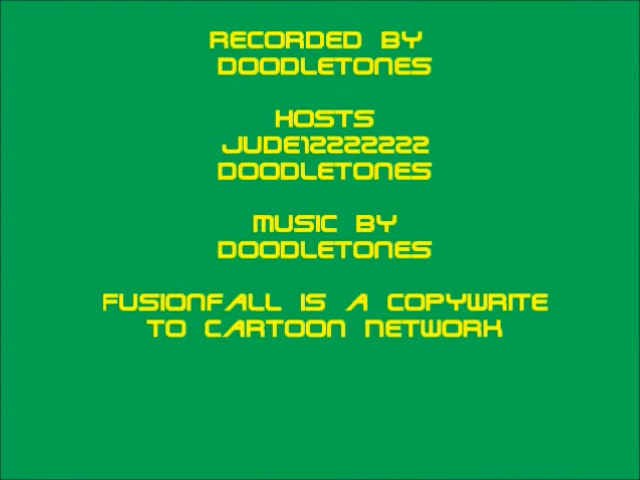 RECORDED BY
DOODLETONES
HOSTS
JUDE12222222
DOODLETONES
MUSIC BY
DOODLETONES
FUSIONFALL IS A COPYWRITE
TO CARTOON NETWORK